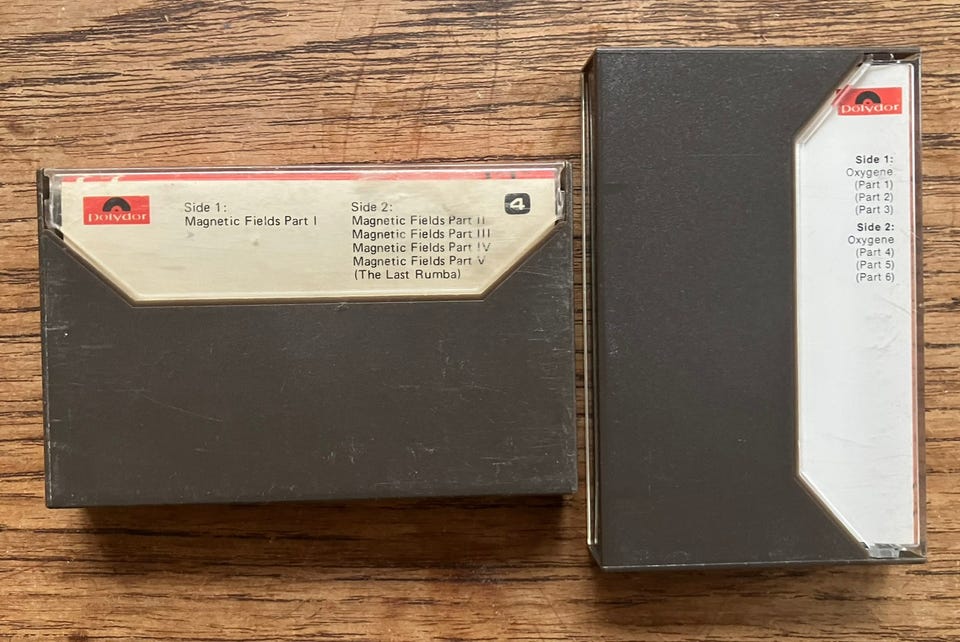 Polydor
Side 1:
Magnetic Fields Part I
Side 2:
Magnetic Fields Part II
Magnetic Fields Part III
Magnetic Fields Part IV
Magnetic Fields Part V
(The Last Rumba)
4
Polydor
Side 1:
Oxygene
(Part 1)
(Part 2)
(Part 3)
Side 2:
Oxygene
(Part 4)
(Part 5)
(Part 6)